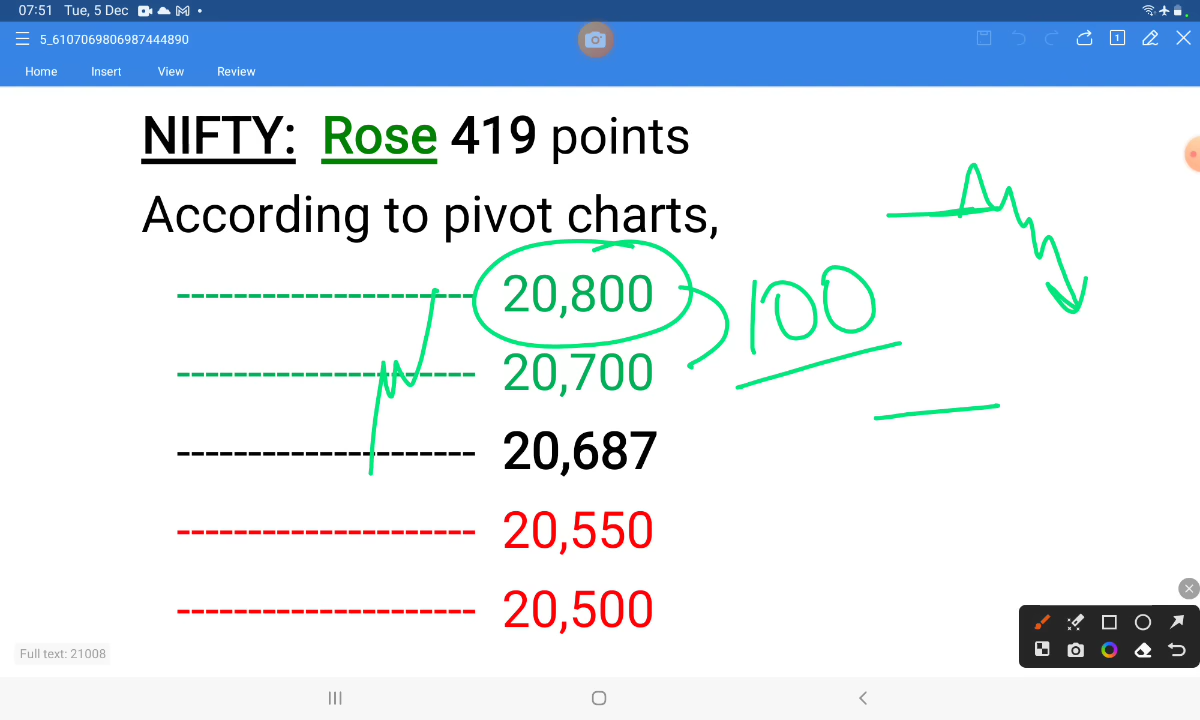 07:51 Tue, 5 Dec
5_6107069806987444890
1
Home Insert View Review
NIFTY: Rose 419 points
According to pivot charts,
--------------------- 20,800
100
--------------------- 20,700
--------------------- 20,687
--------------------- 20,550
--------------------- 20,500
Full text: 21008